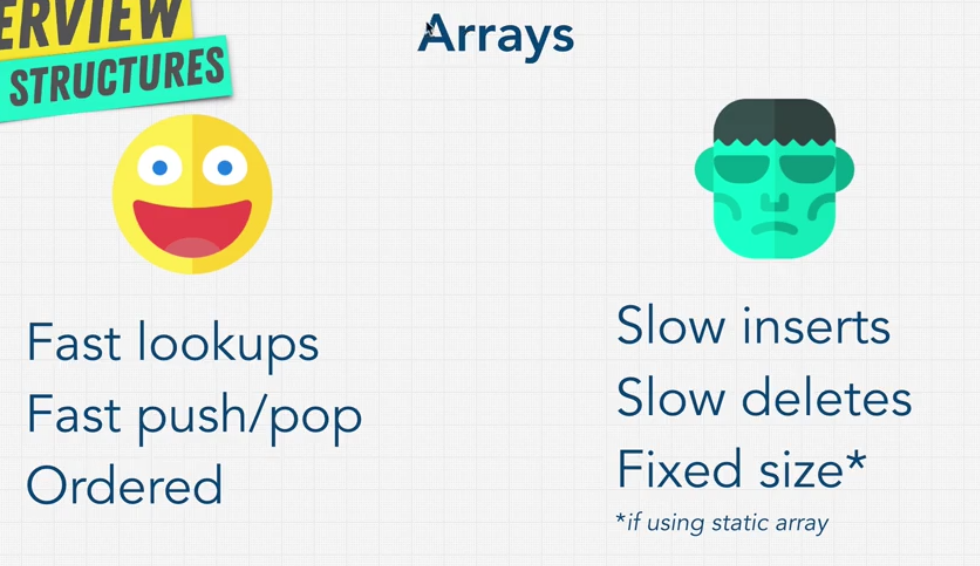 ERVIEW
STRUCTURES
Arrays
Fast lookups
Fast push/pop
Ordered
Slow inserts
Slow deletes
Fixed size*
*if using static array